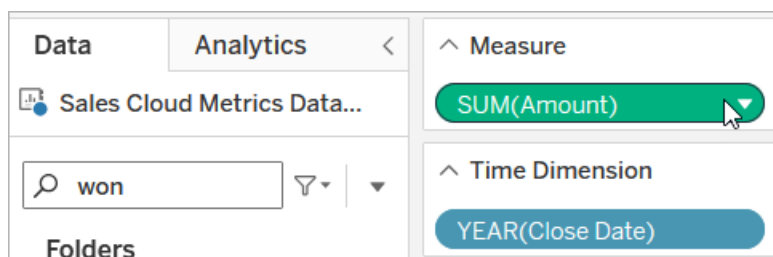 Data
Analytics
Sales Cloud Metrics Data...
won
Folders
Measure
SUM(Amount)
Time Dimension
YEAR(Close Date)